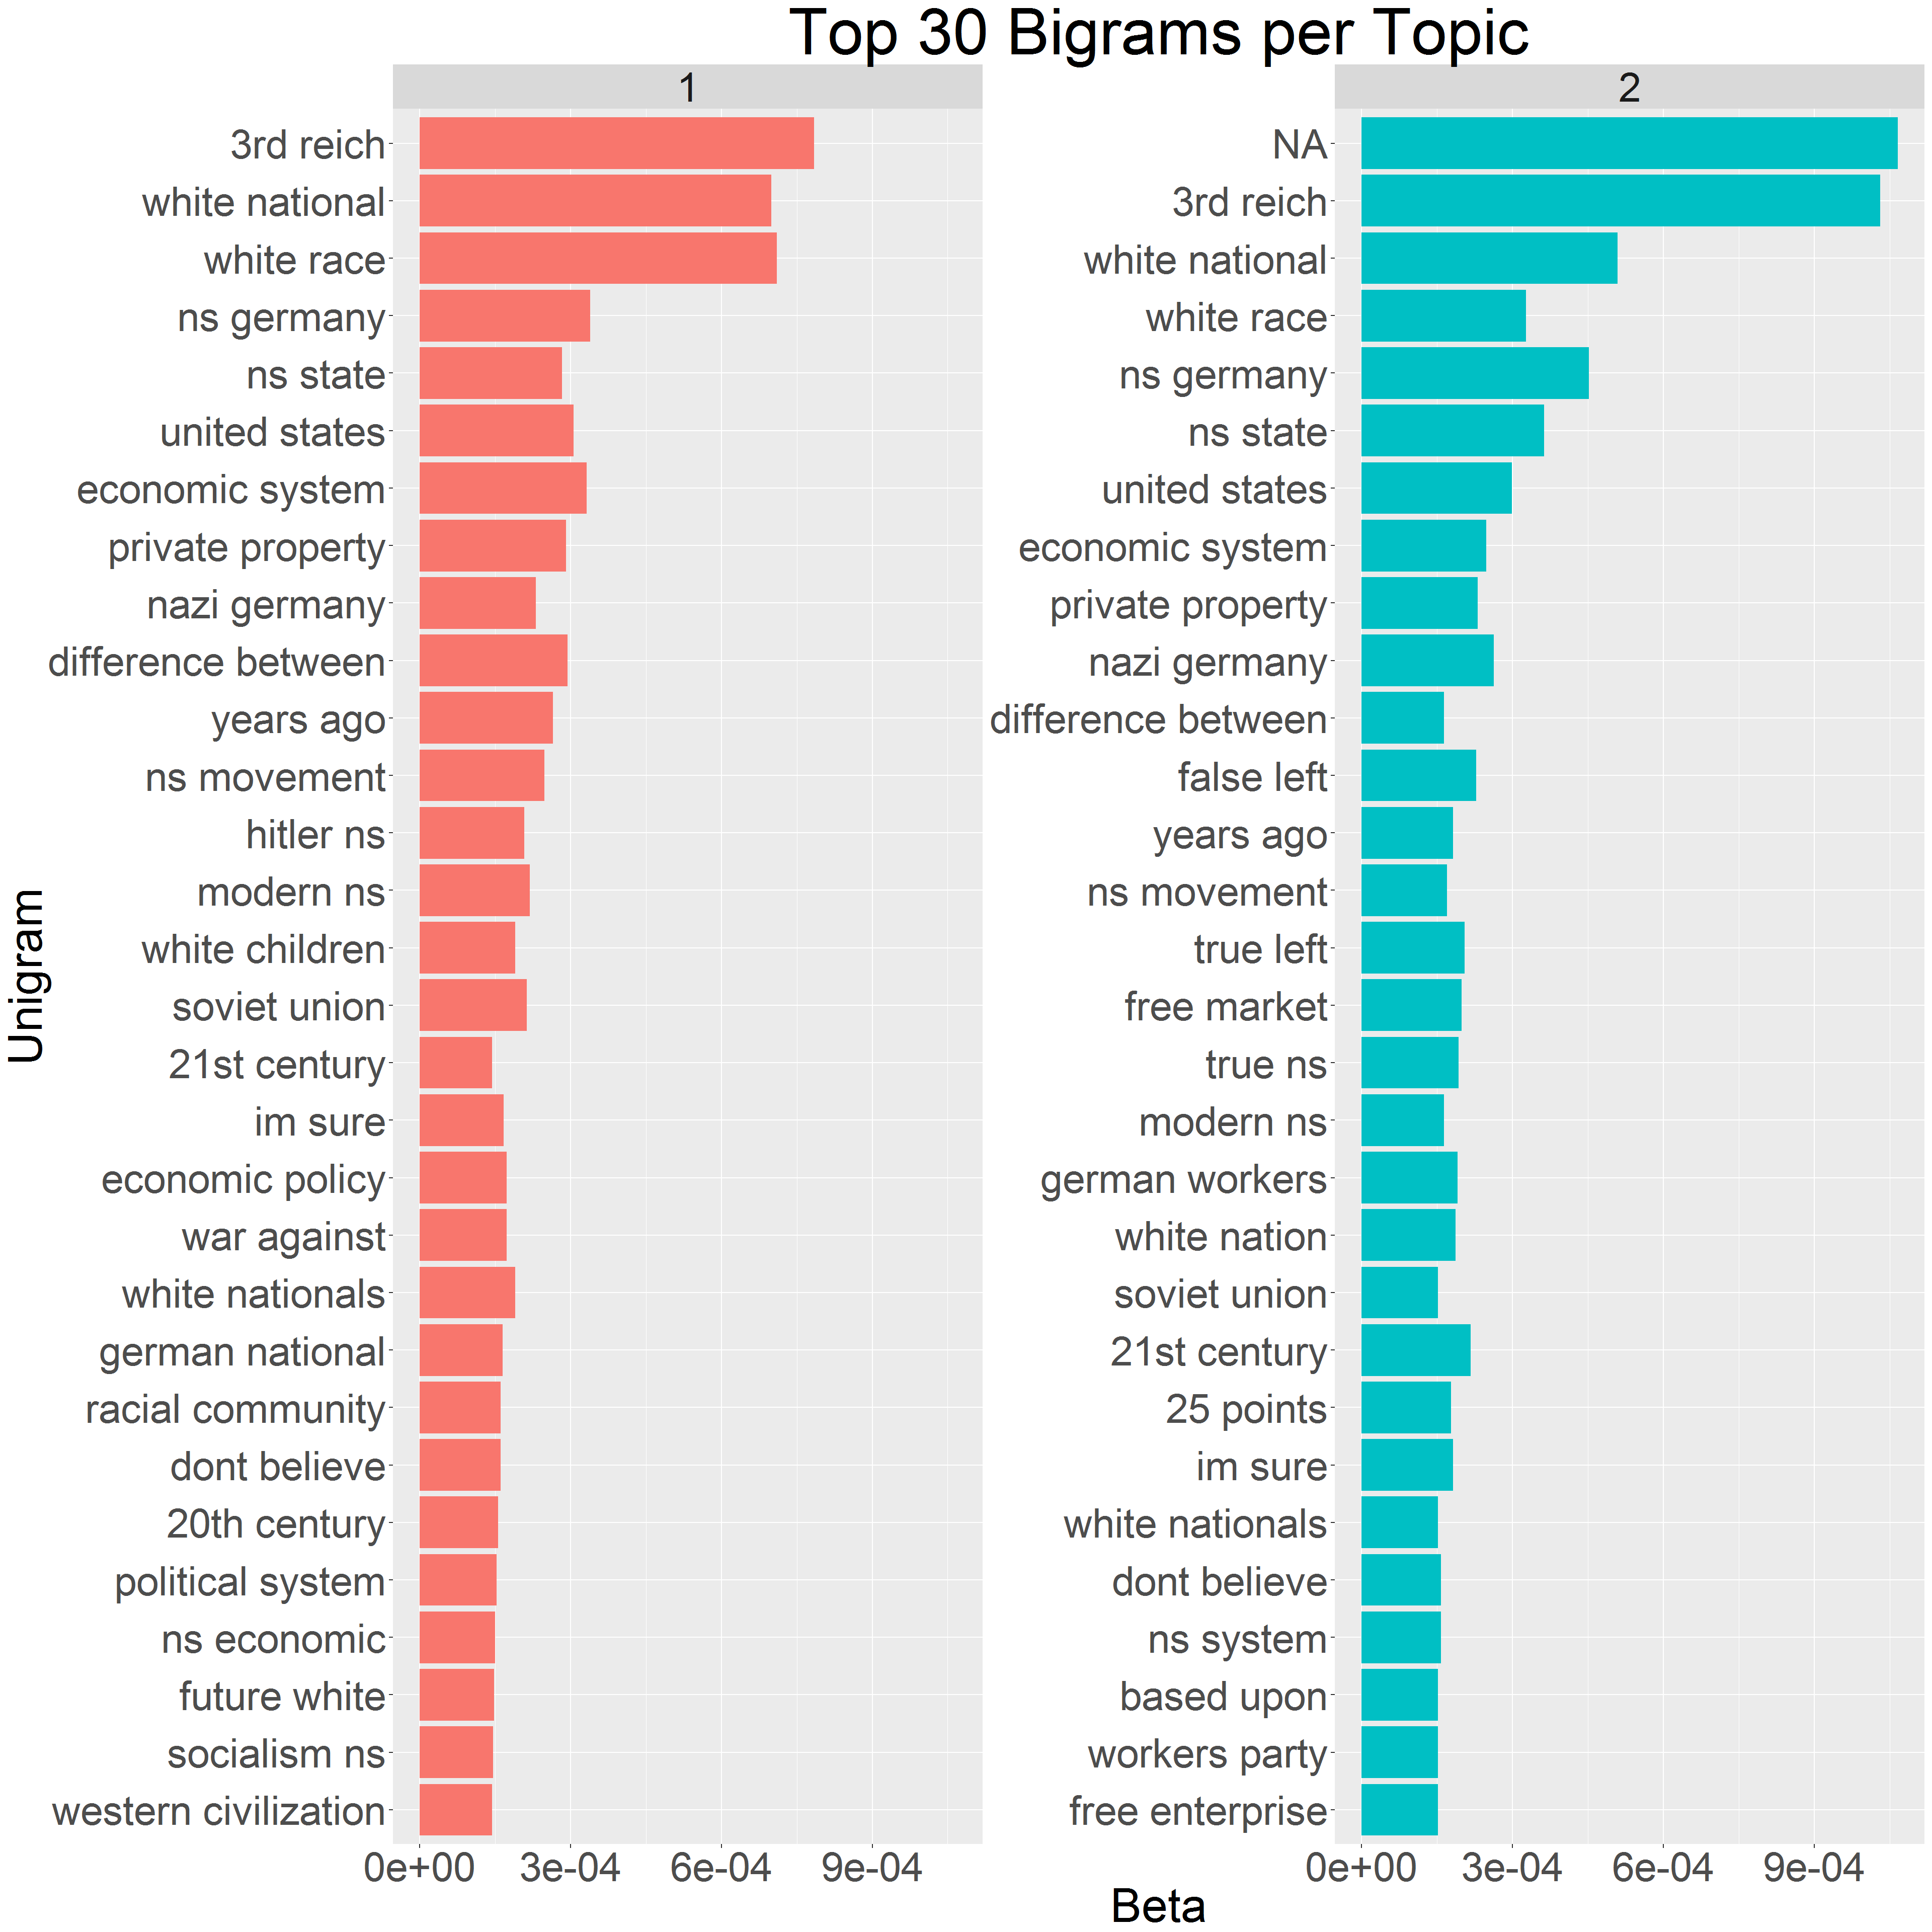 Top 30 Bigrams per Topic
Unigram
1
3rd reich
white national
white race
ns germany
ns state
united states
economic system
private property
nazi germany
difference between
years ago
ns movement
hitler ns
modern ns
white children
soviet union
21st century
im sure
economic policy
war against
white nationals
german national
racial community
dont believe
20th century
political system
ns economic
future white
socialism ns
western civilization
0e+00 3e-04 6e-04 9e-04
2
NA
3rd reich
white national
white race
ns germany
ns state
united states
economic system
private property
nazi germany
difference between
false left
years ago
ns movement
true left
free market
true ns
modern ns
german workers
white nation
soviet union
21st century
25 points
im sure
white nationals
dont believe
ns system
based upon
workers party
free enterprise
0e+00 3e-04 6e-04 9e-04
Beta